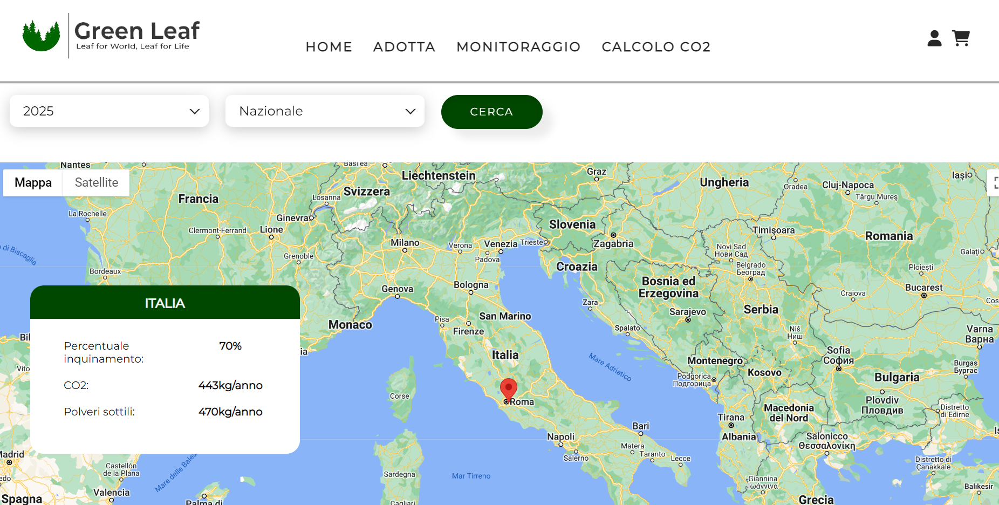 Green Leaf
Leaf for World, Leaf for Life
HOME ADOTTA MONITORAGGIO CALCOLO CO2
2025
Nazionale
CERCA
Mappa
Satellite
Nantes
Basilea
Liechtenstein
Graz
Ungheria
Iași
Francia
Svizzera
Losanna
Oradea
Cluj-Napoca
Târgu Mureș
La Rochelle
Ginevra
Slovenia
Clermont-Ferrand
Lione
Timișoara
Romania
Milano
Verona
Venezia
Trieste
Zagabria
Padova
Novi Sad
Нови Сад
Galați
di Biscaglia
Grenoble
Croazia
Belgrado
Београд
Ploiești
Bordeaux
Genova
Bologna
Bosnia ed
Erzegovina
Bucarest
Craiova
Cos
Zara
Serbia
Sarajevo
San Marino
Pisa
Firenze
Monaco
Spalato
Niš
Ниш
Varna
Варна
Bil
ITALIA
Percentuale
inquinamento:
70%
CO2:
443kg/anno
Polveri sottili:
470kg/anno
ia
Vito
Italia
Mare Adriatico
Montenegro
Kosovo
Sofia
София
Burgas
Бургас
Podgorica
Подгорица
Bulgaria
Corse
Roma
Plovdiv
Пловдив
Macedonia
del Nord
Distretto
di Edirne
Tirana
Bari
Albania
Napoli
Salonicco
Θεσσαλονίκη
Matera
Taranto
Salerno
Lecce
Madrid
Distretto di
Çanakkale
Castellón
de la Plana
Mare delle Balea
Sardegna
Mar Tirreno
Giannina
Ιωάννινα
edo
Balıkesir
Valencia
Spagna
Palma di
Cagliari
Grecia